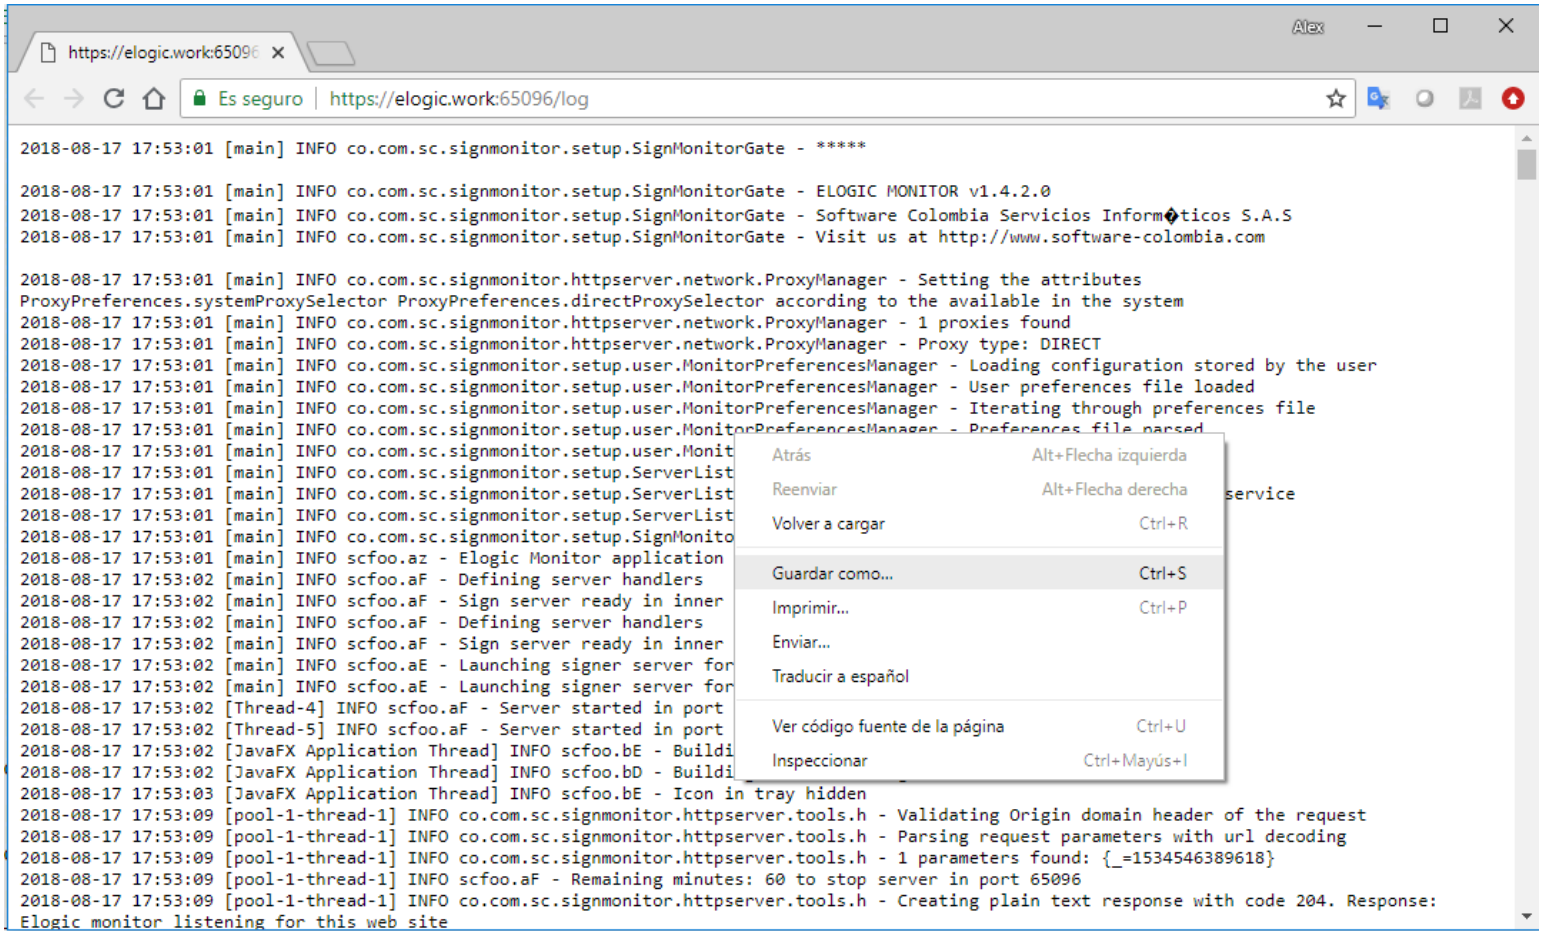 Alex
https://elogic.work:65096
Es seguro | https://elogic.work:65096/log
2018-08-17 17:53:01 [main] INFO co.com.sc.signmonitor.setup.SignMonitorGate - *****
2018-08-17 17:53:01 [main] INFO co.com.sc.signmonitor.setup.SignMonitorGate - ELOGIC MONITOR v1.4.2.0
2018-08-17 17:53:01 [main] INFO co.com.sc.signmonitor.setup.SignMonitorGate - Software Colombia Servicios Inform�ticos S.A.S
2018-08-17 17:53:01 [main] INFO co.com.sc.signmonitor.setup.SignMonitorGate - Visit us at http://www.software-colombia.com
2018-08-17 17:53:01 [main] INFO co.com.sc.signmonitor.httpserver.network.ProxyManager - Setting the attributes
ProxyPreferences.systemProxySelector ProxyPreferences.directProxySelector according to the available in the system
2018-08-17 17:53:01 [main] INFO co.com.sc.signmonitor.httpserver.network.ProxyManager - 1 proxies found
2018-08-17 17:53:01 [main] INFO co.com.sc.signmonitor.httpserver.network.ProxyManager - Proxy type: DIRECT
2018-08-17 17:53:01 [main] INFO co.com.sc.signmonitor.setup.user.MonitorPreferencesManager - Loading configuration stored by the user
2018-08-17 17:53:01 [main] INFO co.com.sc.signmonitor.setup.user.MonitorPreferencesManager - User preferences file loaded
2018-08-17 17:53:01 [main] INFO co.com.sc.signmonitor.setup.user.MonitorPreferencesManager - Iterating through preferences file
2018-08-17 17:53:01 [main] INFO co.com.sc.signmonitor.setup.user.MonitorPreferencesManager - Preferences file parsed
2018-08-17 17:53:01 [main] INFO co.com.sc.signmonitor.setup.user.Monit
2018-08-17 17:53:01 [main] INFO co.com.sc.signmonitor.setup.ServerList
2018-08-17 17:53:01 [main] INFO co.com.sc.signmonitor.setup.ServerList service
2018-08-17 17:53:01 [main] INFO co.com.sc.signmonitor.setup.ServerList
2018-08-17 17:53:01 [main] INFO co.com.sc.signmonitor.setup.SignMonito
2018-08-17 17:53:01 [main] INFO scfoo.az - Elogic Monitor application
2018-08-17 17:53:02 [main] INFO scfoo.aF - Defining server handlers
2018-08-17 17:53:02 [main] INFO scfoo.aF - Sign server ready in inner
2018-08-17 17:53:02 [main] INFO scfoo.aF - Defining server handlers
2018-08-17 17:53:02 [main] INFO scfoo.aF - Sign server ready in inner
2018-08-17 17:53:02 [main] INFO scfoo.aE - Launching signer server for
2018-08-17 17:53:02 [main] INFO scfoo.aE - Launching signer server for
2018-08-17 17:53:02 [Thread-4] INFO scfoo.aF - Server started in port
2018-08-17 17:53:02 [Thread-5] INFO scfoo.aF - Server started in port
2018-08-17 17:53:02 [JavaFX Application Thread] INFO scfoo.bE - Buildi
2018-08-17 17:53:02 [JavaFX Application Thread] INFO scfoo.bD - Buildi
2018-08-17 17:53:03 [JavaFX Application Thread] INFO scfoo.bE - Icon in tray hidden
2018-08-17 17:53:09 [pool-1-thread-1] INFO co.com.sc.signmonitor.httpserver.tools.h - Validating Origin domain header of the request
2018-08-17 17:53:09 [pool-1-thread-1] INFO co.com.sc.signmonitor.httpserver.tools.h - Parsing request parameters with url decoding
2018-08-17 17:53:09 [pool-1-thread-1] INFO co.com.sc.signmonitor.httpserver.tools.h - 1 parameters found: {_=1534546389618}
2018-08-17 17:53:09 [pool-1-thread-1] INFO scfoo.aF - Remaining minutes: 60 to stop server in port 65096
2018-08-17 17:53:09 [pool-1-thread-1] INFO co.com.sc.signmonitor.httpserver.tools.h - Creating plain text response with code 204. Response:
Elogic monitor listening for this web site
Atrás Alt+Flecha izquierda
Reenviar Alt+Flecha derecha
Volver a cargar Ctrl+R
Guardar como... Ctrl+S
Imprimir... Ctrl+P
Enviar...
Traducir a español
Ver código fuente de la página Ctrl+U
Inspeccionar Ctrl+Mayús+I